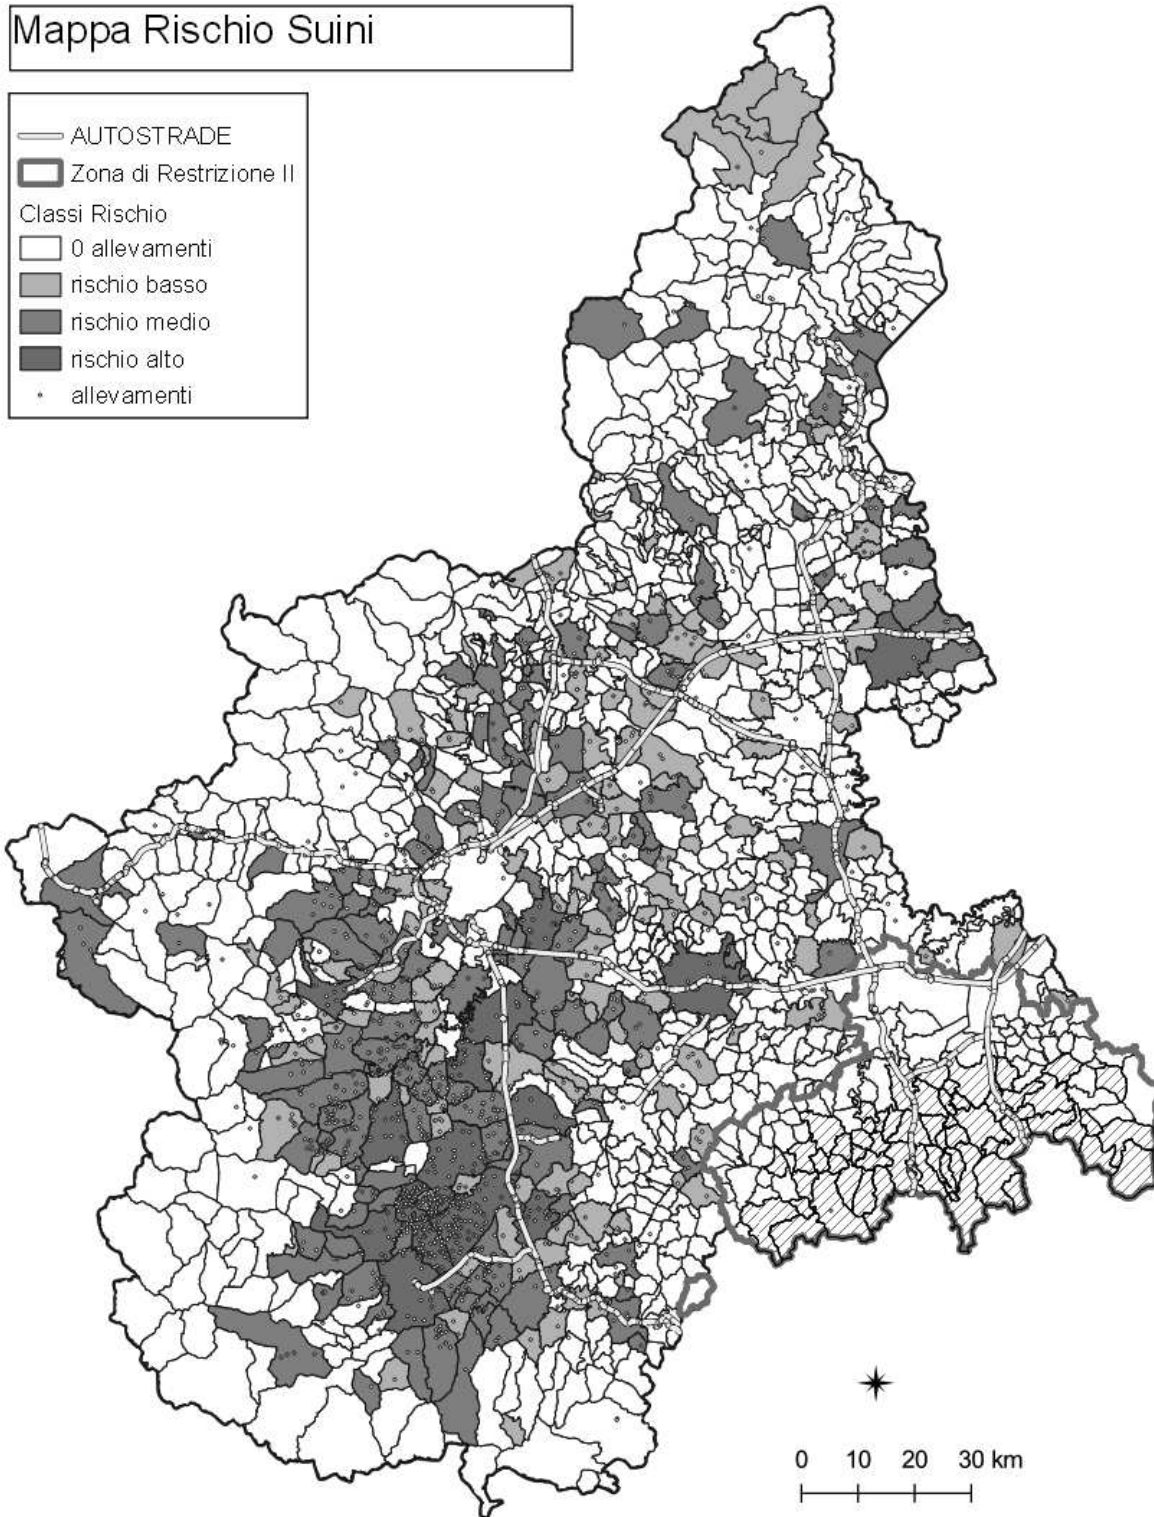 Mappa Rischio Suini
AUTOSTRADE
Zona di Restrizione II
Classi Rischio
0 allevamenti
rischio basso
rischio medio
rischio alto
allevamenti
0 10 20 30 km